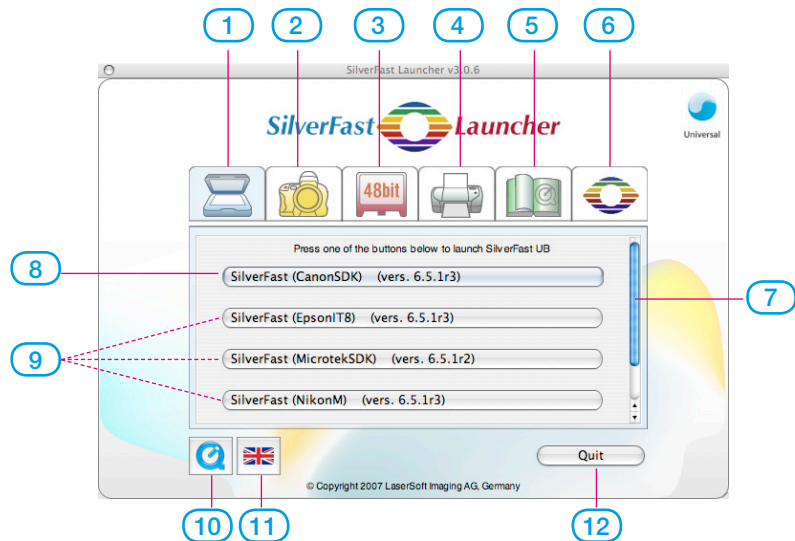 1 2 3 4 5 6
SilverFast Launcher v3.0.6
SilverFast Launcher
Universal
48bit
Press one of the buttons below to launch SilverFast UB
8
SilverFast (CanonSDK) (vers. 6.5.1r3)
7
SilverFast (EpsonIT8) (vers. 6.5.1r3)
9
SilverFast (MicrotekSDK) (vers. 6.5.1r2)
SilverFast (NikonM) (vers. 6.5.1r3)
Quit
© Copyright 2007 LaserSoft Imaging AG, Germany
10 11 12